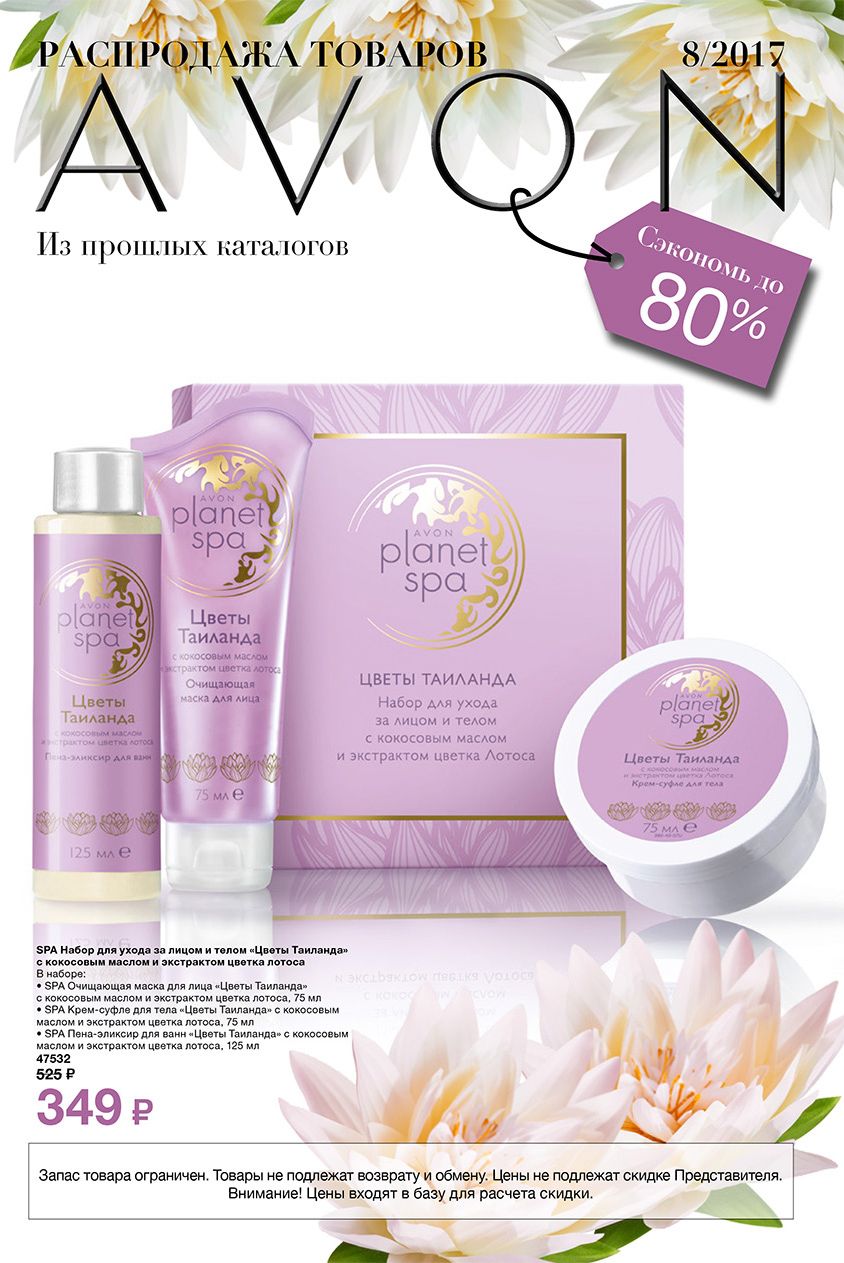 РАСПРОДАЖА ТОВАРОВ 8/2017
AVON
Из прошлых каталогов
Сэкономь до
80%
AVON
planet
spa
Цветы
Таиланда
с кокосовым маслом
и экстрактом цветка лотоса
Пена-эликсир для ванн
125 мл e
AVON
planet
spa
Цветы
Таиланда
с кокосовым маслом
и экстрактом цветка лотоса
Очищающая
маска для лица
75 мл e
AVON
planet
spa
ЦВЕТЫ ТАИЛАНДА
Набор для ухода
за лицом и телом
с кокосовым маслом
и экстрактом цветка Лотоса
AVON
planet
spa
Цветы Таиланда
с кокосовым маслом
и экстрактом цветка Лотоса
Крем-суфле для тела
75 мл e
SPA Набор для ухода за лицом и телом «Цветы Таиланда»
с кокосовым маслом и экстрактом цветка лотоса
В наборе:
• SPA Очищающая маска для лица «Цветы Таиланда»
с кокосовым маслом и экстрактом цветка лотоса, 75 мл
• SPA Крем-суфле для тела «Цветы Таиланда» с кокосовым
маслом и экстрактом цветка лотоса, 75 мл
• SPA Пена-эликсир для ванн «Цветы Таиланда» с кокосовым
маслом и экстрактом цветка лотоса, 125 мл
47532
525 ₽
349 ₽
Запас товара ограничен. Товары не подлежат возврату и обмену. Цены не подлежат скидке Представителя.
Внимание! Цены входят в базу для расчета скидки.